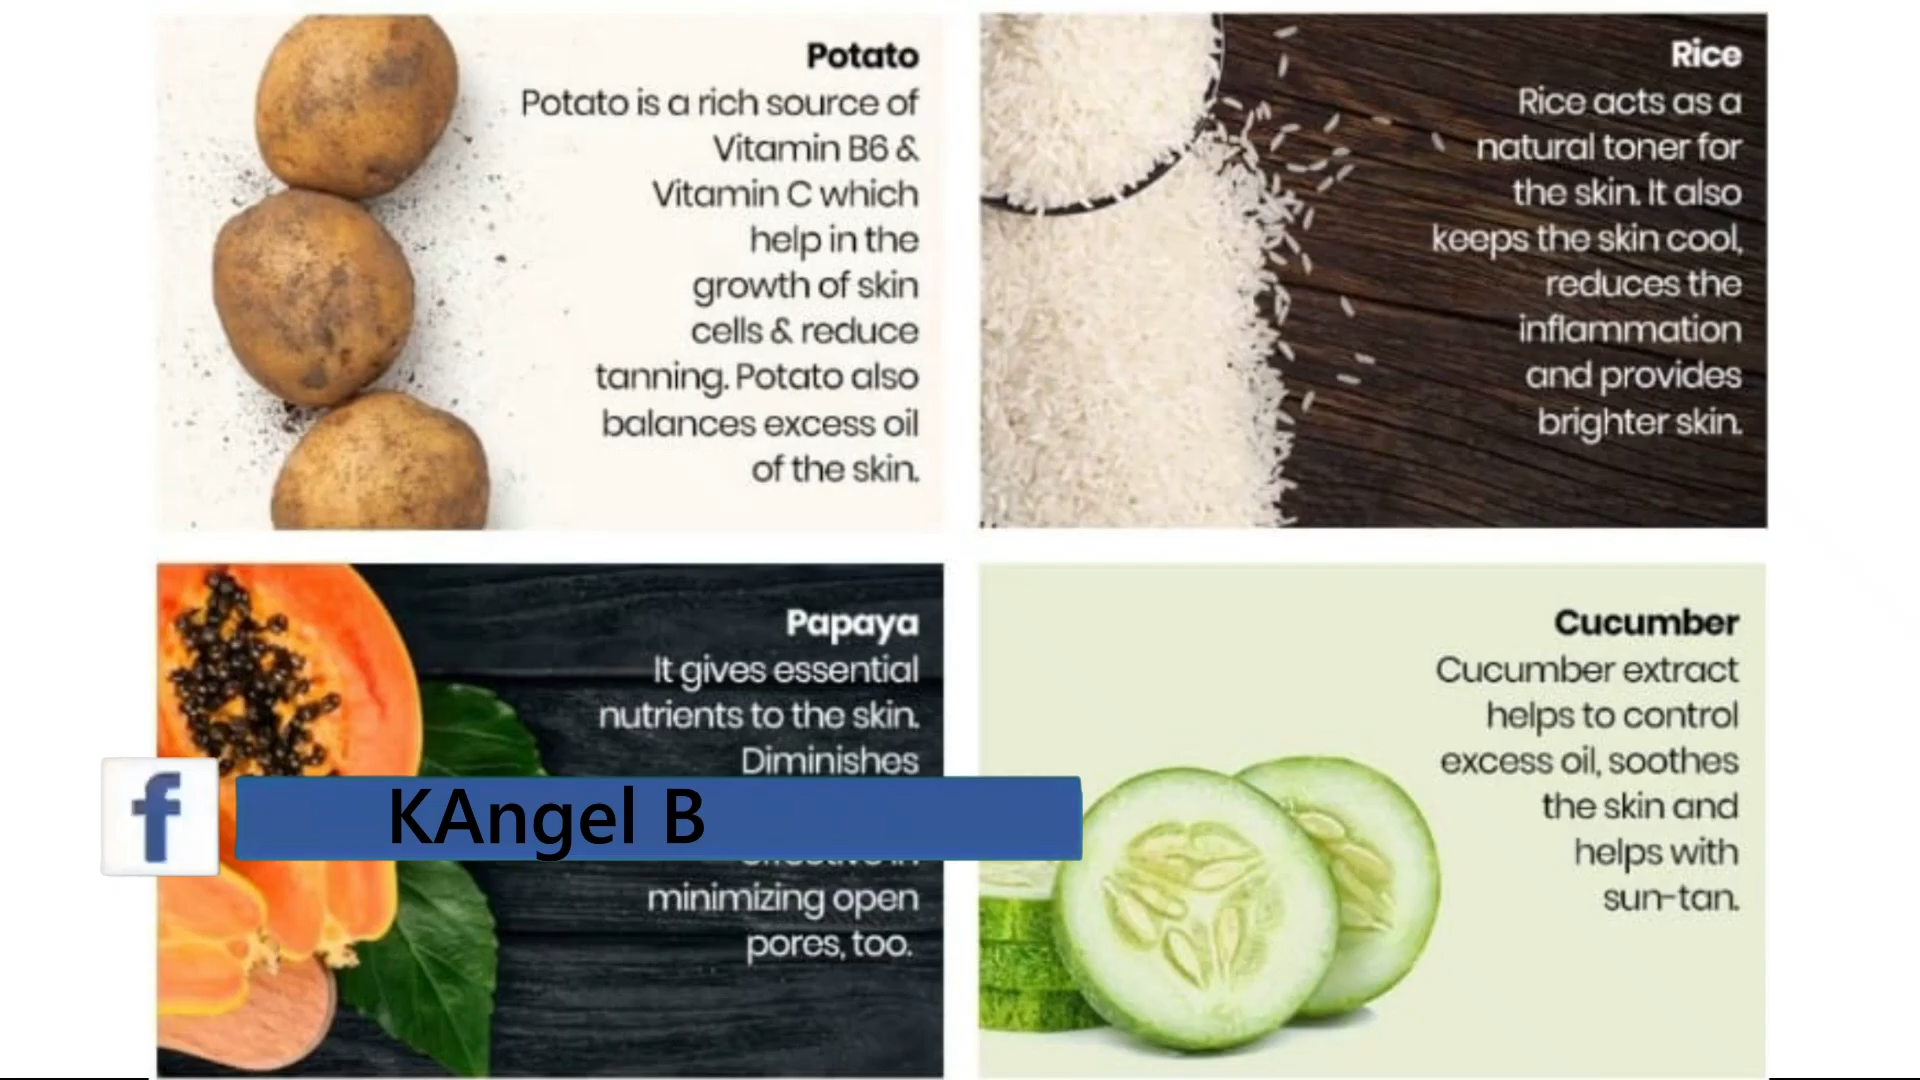 Potato
Potato is a rich source of
Vitamin B6 &
Vitamin C which
help in the
growth of skin
cells & reduce
tanning. Potato also
balances excess oil
of the skin.
Rice
Rice acts as a
natural toner for
the skin. It also
keeps the skin cool,
reduces the
inflammation
and provides
brighter skin.
Papaya
It gives essential
nutrients to the skin.
Diminishes
minimizing open
pores, too.
f
KAngel B
Cucumber
Cucumber extract
helps to control
excess oil, soothes
the skin and
helps with
sun-tan.